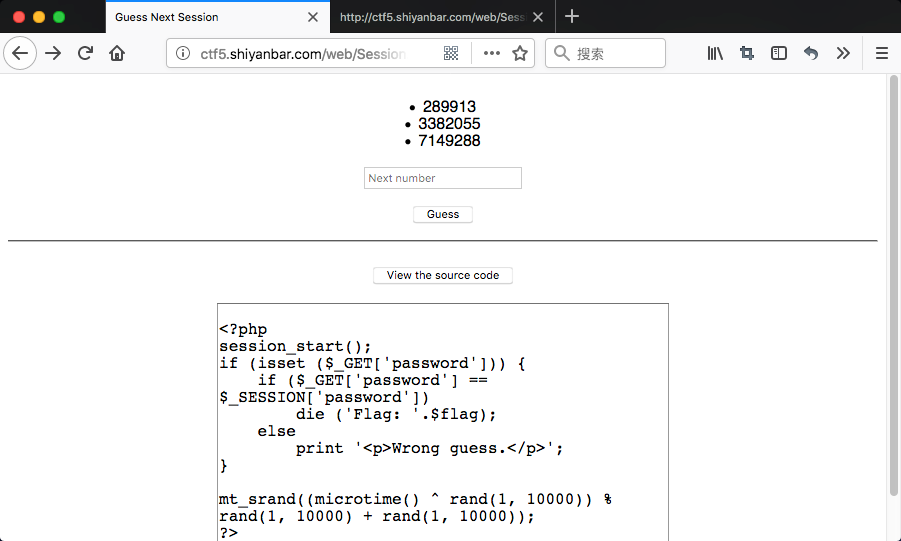 Guess Next Session
http://ctf5.shiyanbar.com/web/Sess
ctf5.shiyanbar.com/web/Session
搜索
• 289913
• 3382055
• 7149288
Next number
Guess
View the source code
<?php
session_start();
if (isset ($_GET['password'])) {
    if ($_GET['password'] ==
$_SESSION['password'])
        die ('Flag: '.$flag);
    else
        print '<p>Wrong guess.</p>';
}
mt_srand((microtime() ^ rand(1, 10000)) %
rand(1, 10000) + rand(1, 10000));
?>